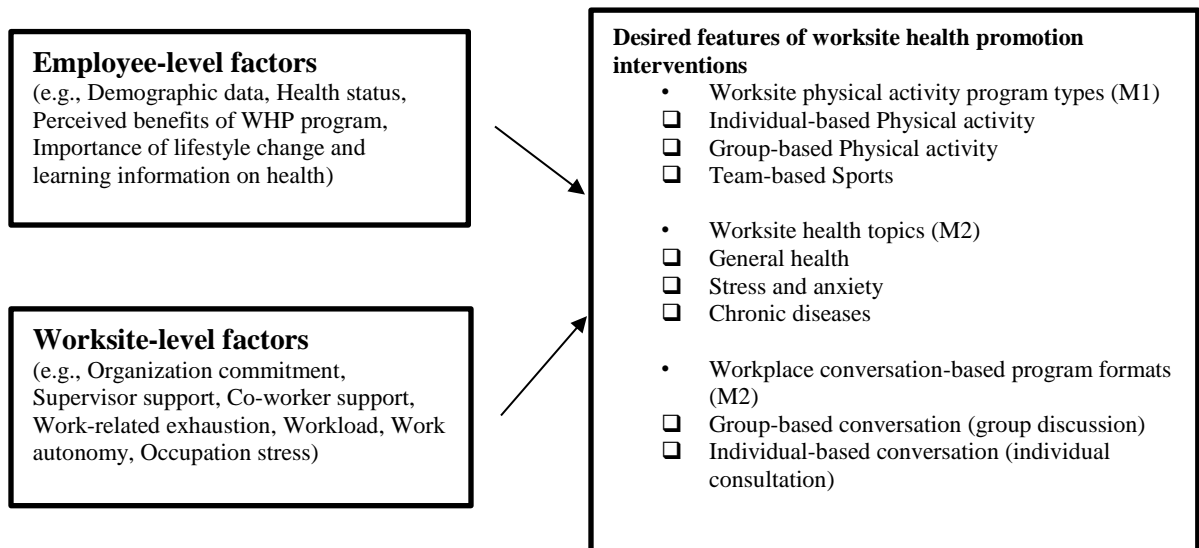 Employee-level factors
(e.g., Demographic data, Health status,
Perceived benefits of WHP program,
Importance of lifestyle change and
learning information on health)
Worksite-level factors
(e.g., Organization commitment,
Supervisor support, Co-worker support,
Work-related exhaustion, Workload, Work
autonomy, Occupation stress)
Desired features of worksite health promotion
interventions
• Worksite physical activity program types (M1)
❑ Individual-based Physical activity
❑ Group-based Physical activity
❑ Team-based Sports
• Worksite health topics (M2)
❑ General health
❑ Stress and anxiety
❑ Chronic diseases
• Workplace conversation-based program formats
(M2)
❑ Group-based conversation (group discussion)
❑ Individual-based conversation (individual
consultation)